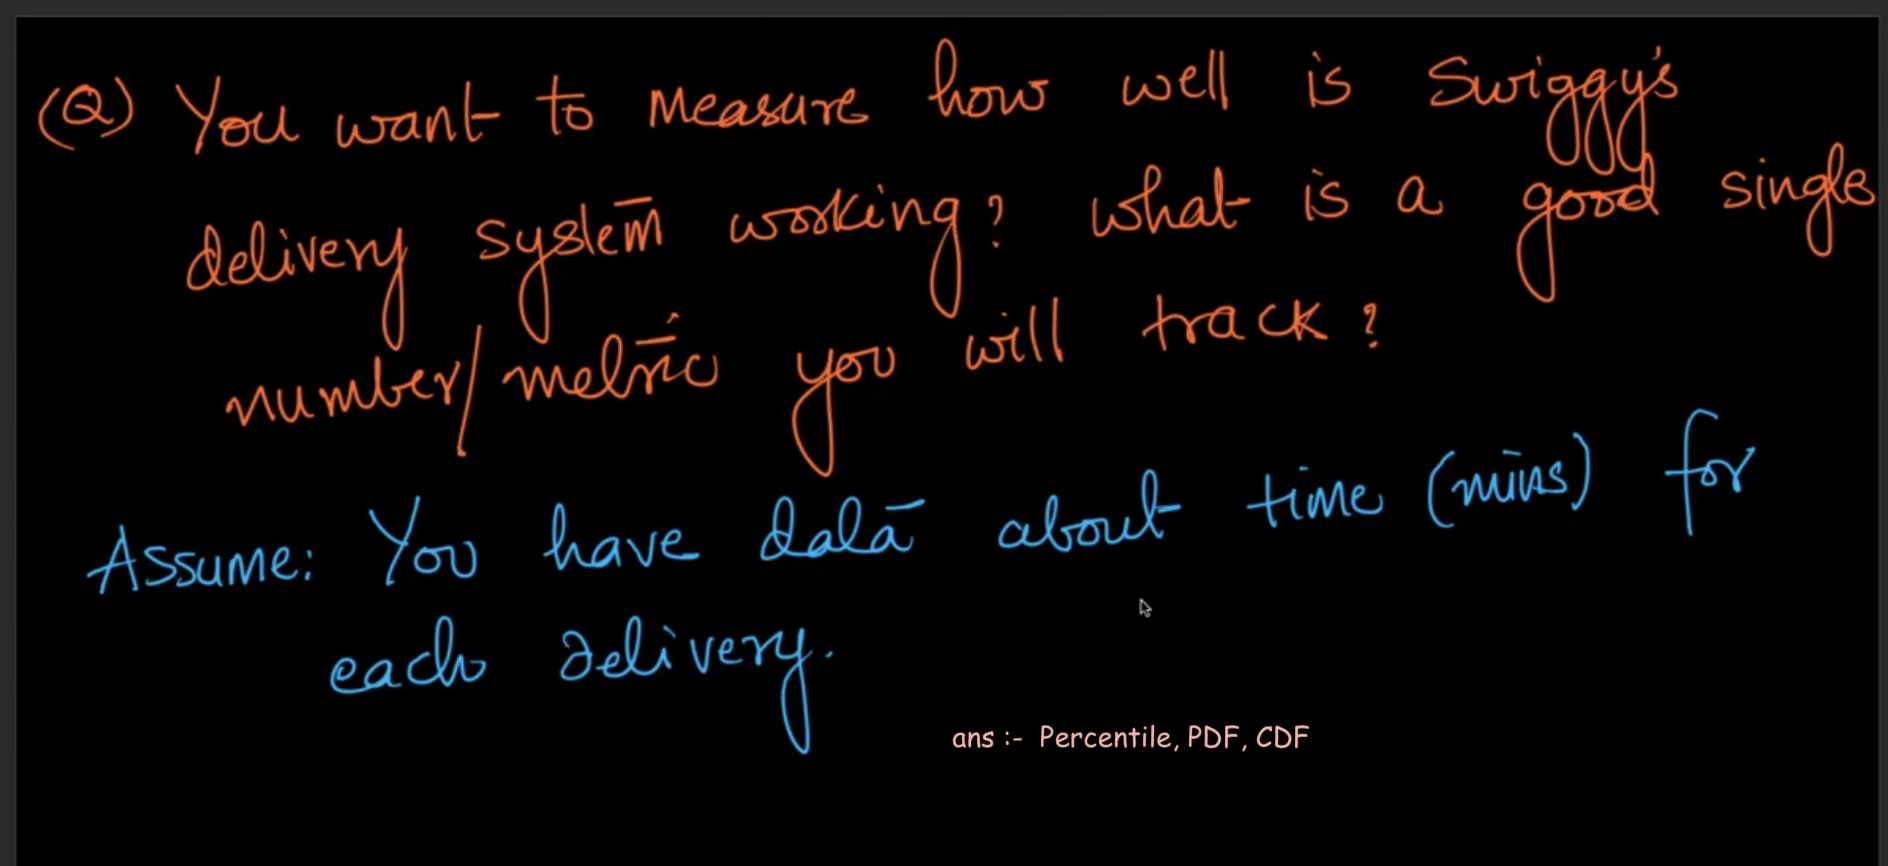 (Q) You want to measure how well is Swiggy's
delivery system working? what is a good single
number/metric you will track?
Assume: You have data about time (mins) for
each delivery.
ans :- Percentile, PDF, CDF